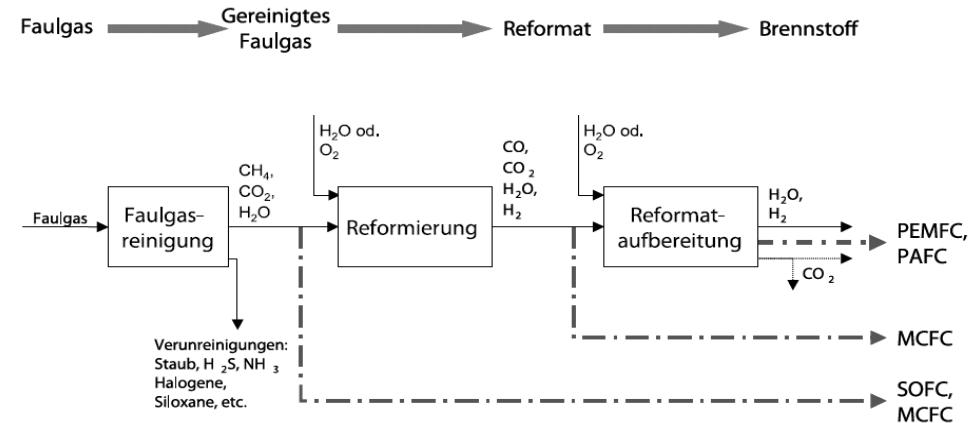 Faulgas
Gereinigtes
Faulgas
Reformat
Brennstoff
H₂O od.
O₂
H₂O od.
O₂
CH₄,
CO₂,
H₂O
CO,
CO₂
H₂O,
H₂
H₂O,
H₂
Faulgas
Faulgas-
reinigung
Reformierung
Reformat-
aufbereitung
PEMFC,
PAFC
CO₂
Verunreinigungen:
Staub, H₂S, NH₃
Halogene,
Siloxane, etc.
MCFC
SOFC,
MCFC